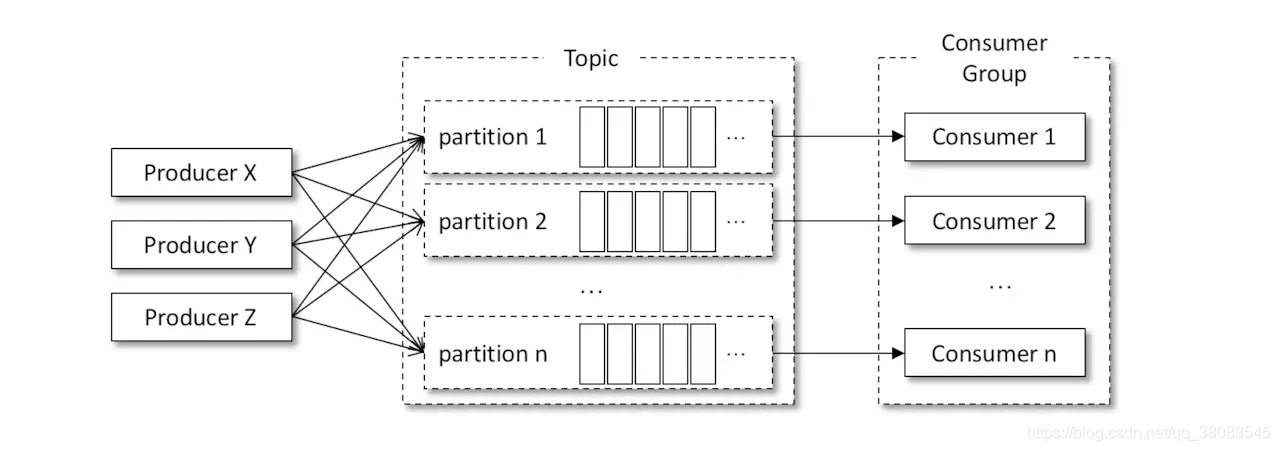 Topic
Consumer
Group
Producer X
Producer Y
Producer Z
partition 1
...
partition 2
...
...
partition n
...
Consumer 1
Consumer 2
...
Consumer n
https://blog.csdn.net/qq_38083545